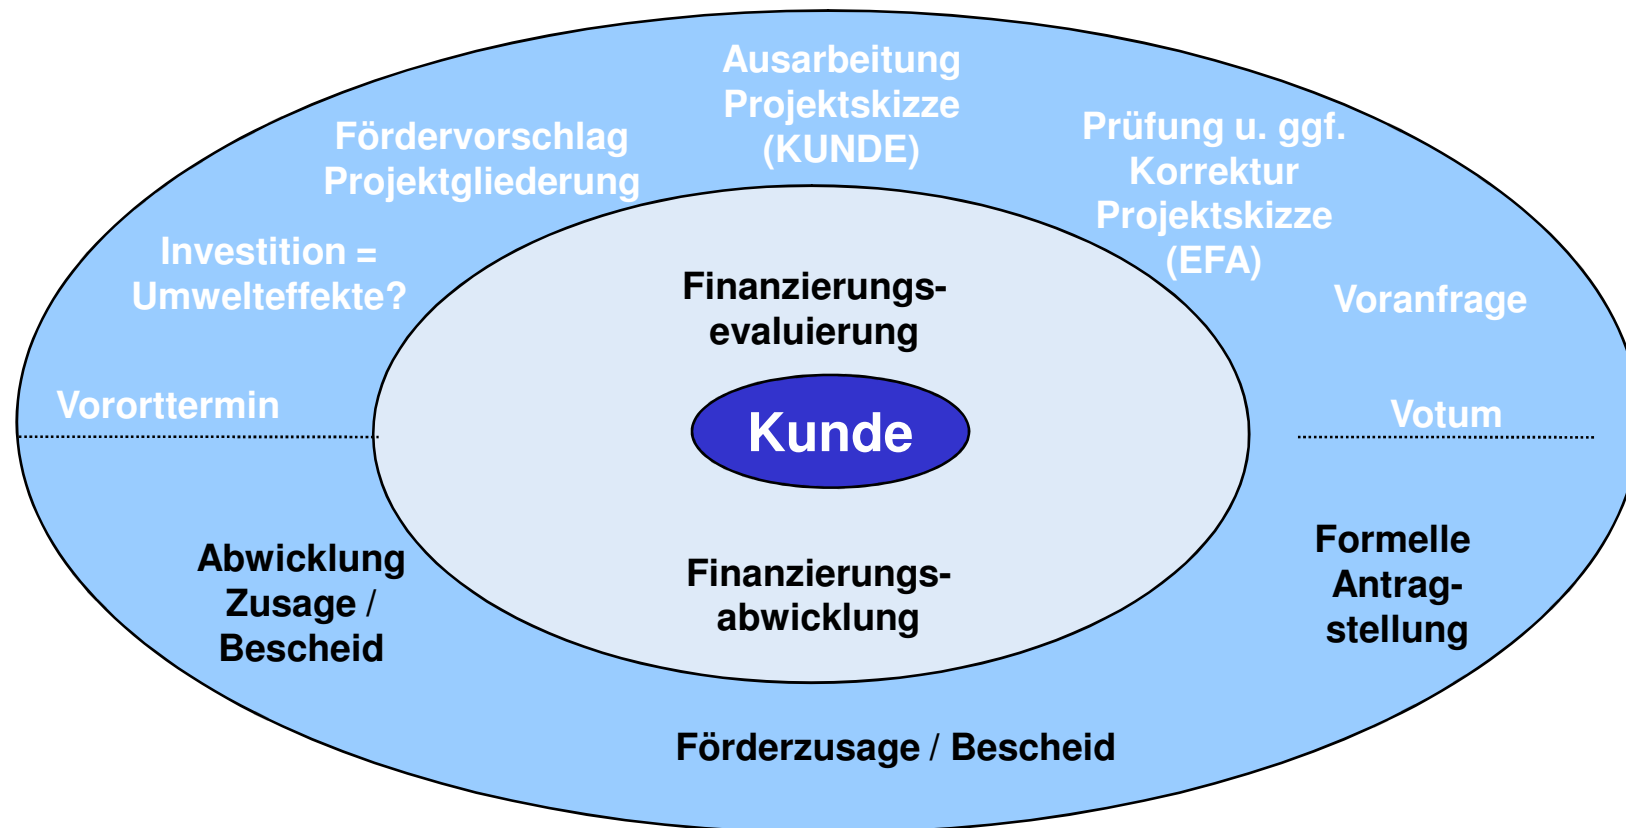 Ausarbeitung
Projektskizze
(KUNDE)
Fördervorschlag
Projektgliederung
Prüfung u. ggf.
Korrektur
Projektskizze
(EFA)
Investition =
Umwelteffekte?
Voranfrage
Finanzierungs-
evaluierung
Vororttermin
Votum
Kunde
Abwicklung
Zusage /
Bescheid
Finanzierungs-
abwicklung
Formelle
Antrag-
stellung
Förderzusage / Bescheid